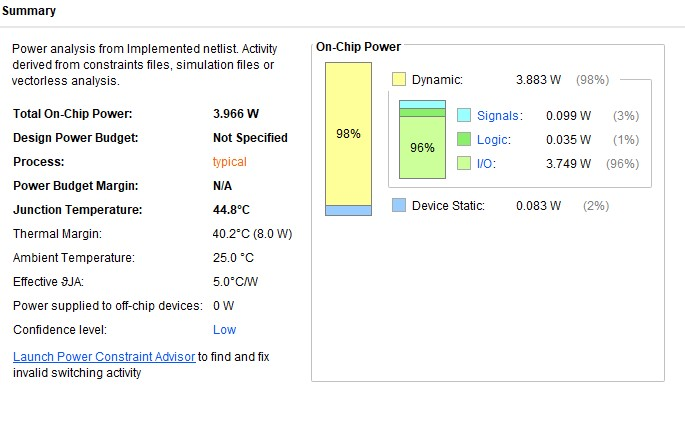 Summary
Power analysis from Implemented netlist. Activity
derived from constraints files, simulation files or
vectorless analysis.
Total On-Chip Power: 3.966 W
Design Power Budget: Not Specified
Process: typical
Power Budget Margin: N/A
Junction Temperature: 44.8°C
Thermal Margin: 40.2°C (8.0 W)
Ambient Temperature: 25.0 °C
Effective ϑJA: 5.0°C/W
Power supplied to off-chip devices: 0 W
Confidence level: Low
Launch Power Constraint Advisor to find and fix
invalid switching activity
On-Chip Power
98%
Dynamic: 3.883 W (98%)
96%
Signals: 0.099 W (3%)
Logic: 0.035 W (1%)
I/O: 3.749 W (96%)
Device Static: 0.083 W (2%)